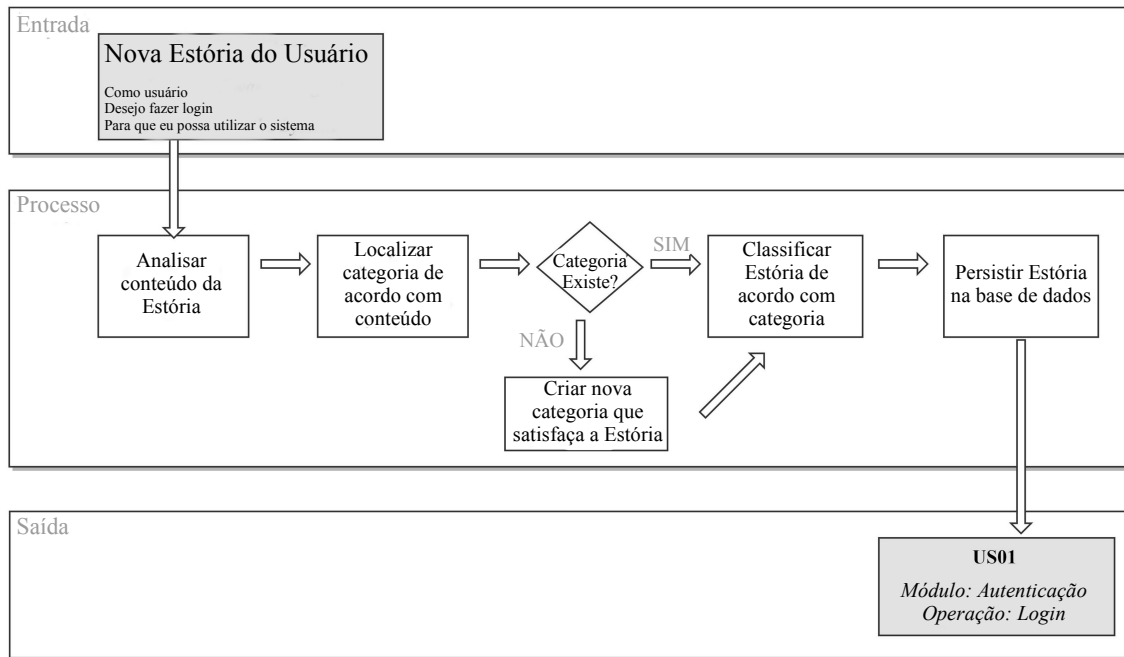 Entrada
Nova Estória do Usuário
Como usuário
Desejo fazer login
Para que eu possa utilizar o sistema
Processo
Analisar
conteúdo da
Estória
Localizar
categoria de
acordo com
conteúdo
Categoria
Existe?
SIM
NÃO
Criar nova
categoria que
satisfaça a Estória
Classificar
Estória de
acordo com
categoria
Persistir Estória
na base de dados
Saída
US01
Módulo: Autenticação
Operação: Login